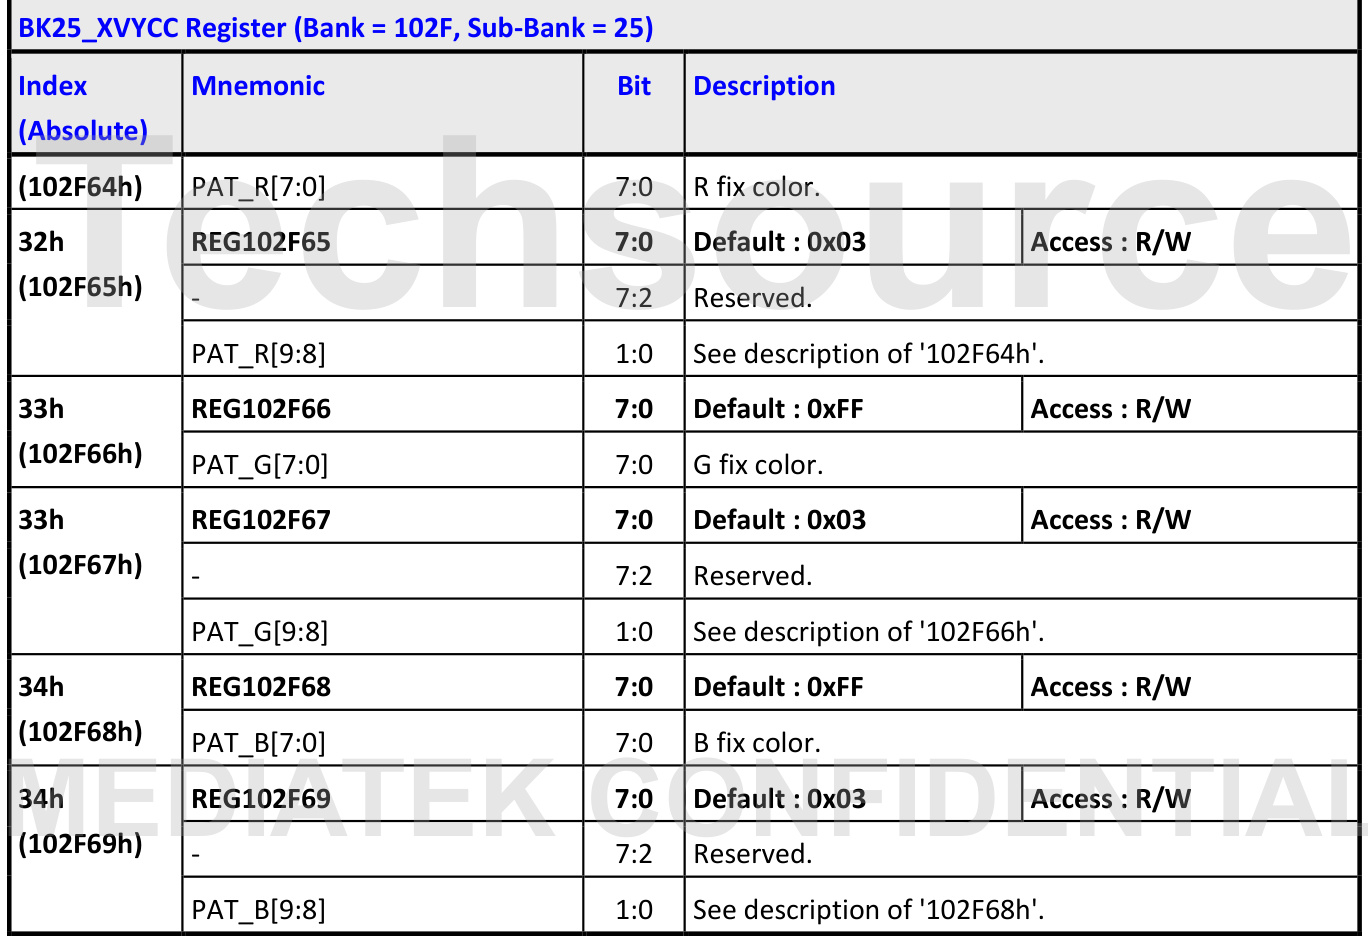 BK25_XVYCC Register (Bank = 102F, Sub-Bank = 25)
Index (Absolute) Mnemonic Bit Description
(102F64h) PAT_R[7:0] 7:0 R fix color.
32h (102F65h) REG102F65 7:0 Default : 0x03 Access : R/W
- 7:2 Reserved.
PAT_R[9:8] 1:0 See description of '102F64h'.
33h (102F66h) REG102F66 7:0 Default : 0xFF Access : R/W
PAT_G[7:0] 7:0 G fix color.
33h (102F67h) REG102F67 7:0 Default : 0x03 Access : R/W
- 7:2 Reserved.
PAT_G[9:8] 1:0 See description of '102F66h'.
34h (102F68h) REG102F68 7:0 Default : 0xFF Access : R/W
PAT_B[7:0] 7:0 B fix color.
34h (102F69h) REG102F69 7:0 Default : 0x03 Access : R/W
- 7:2 Reserved.
PAT_B[9:8] 1:0 See description of '102F68h'.
Techsource
MEDIATEK CONFIDENTIAL